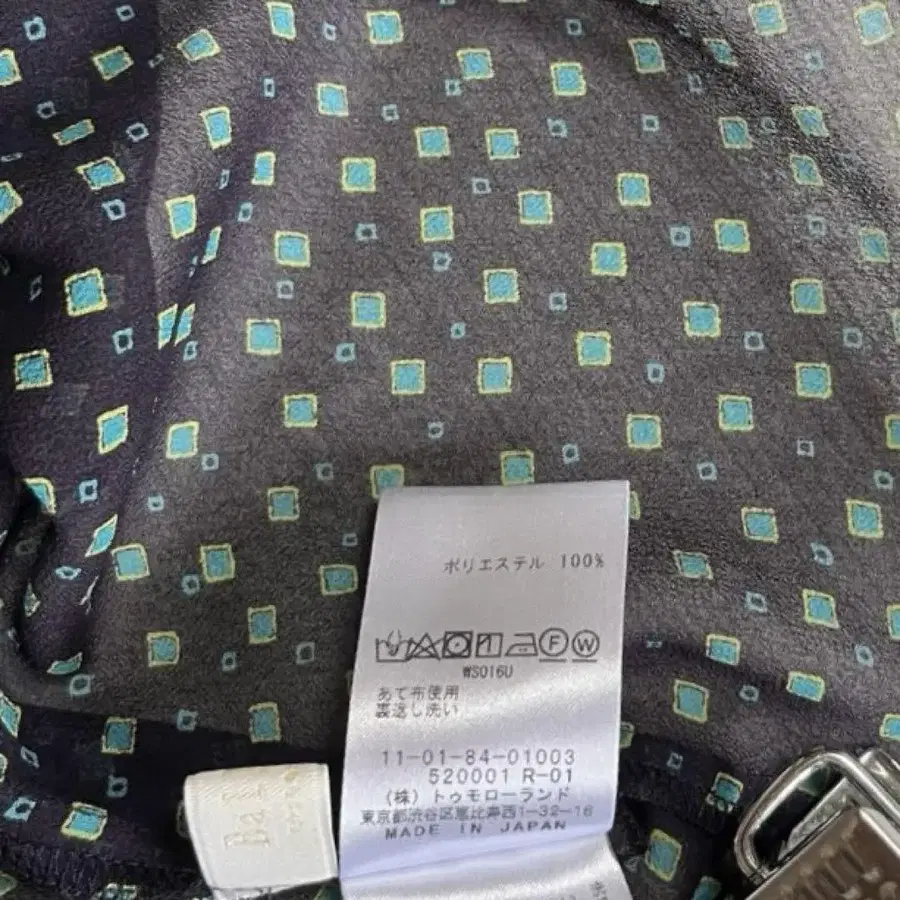 ポリエステル 100%
F W
WS016U
あて布使用
裏返し洗い
11-01-84-01003
520001 R-01
(株) トゥモローランド
東京都渋谷区恵比寿西1-32-16
MADE IN JAPAN
Ba